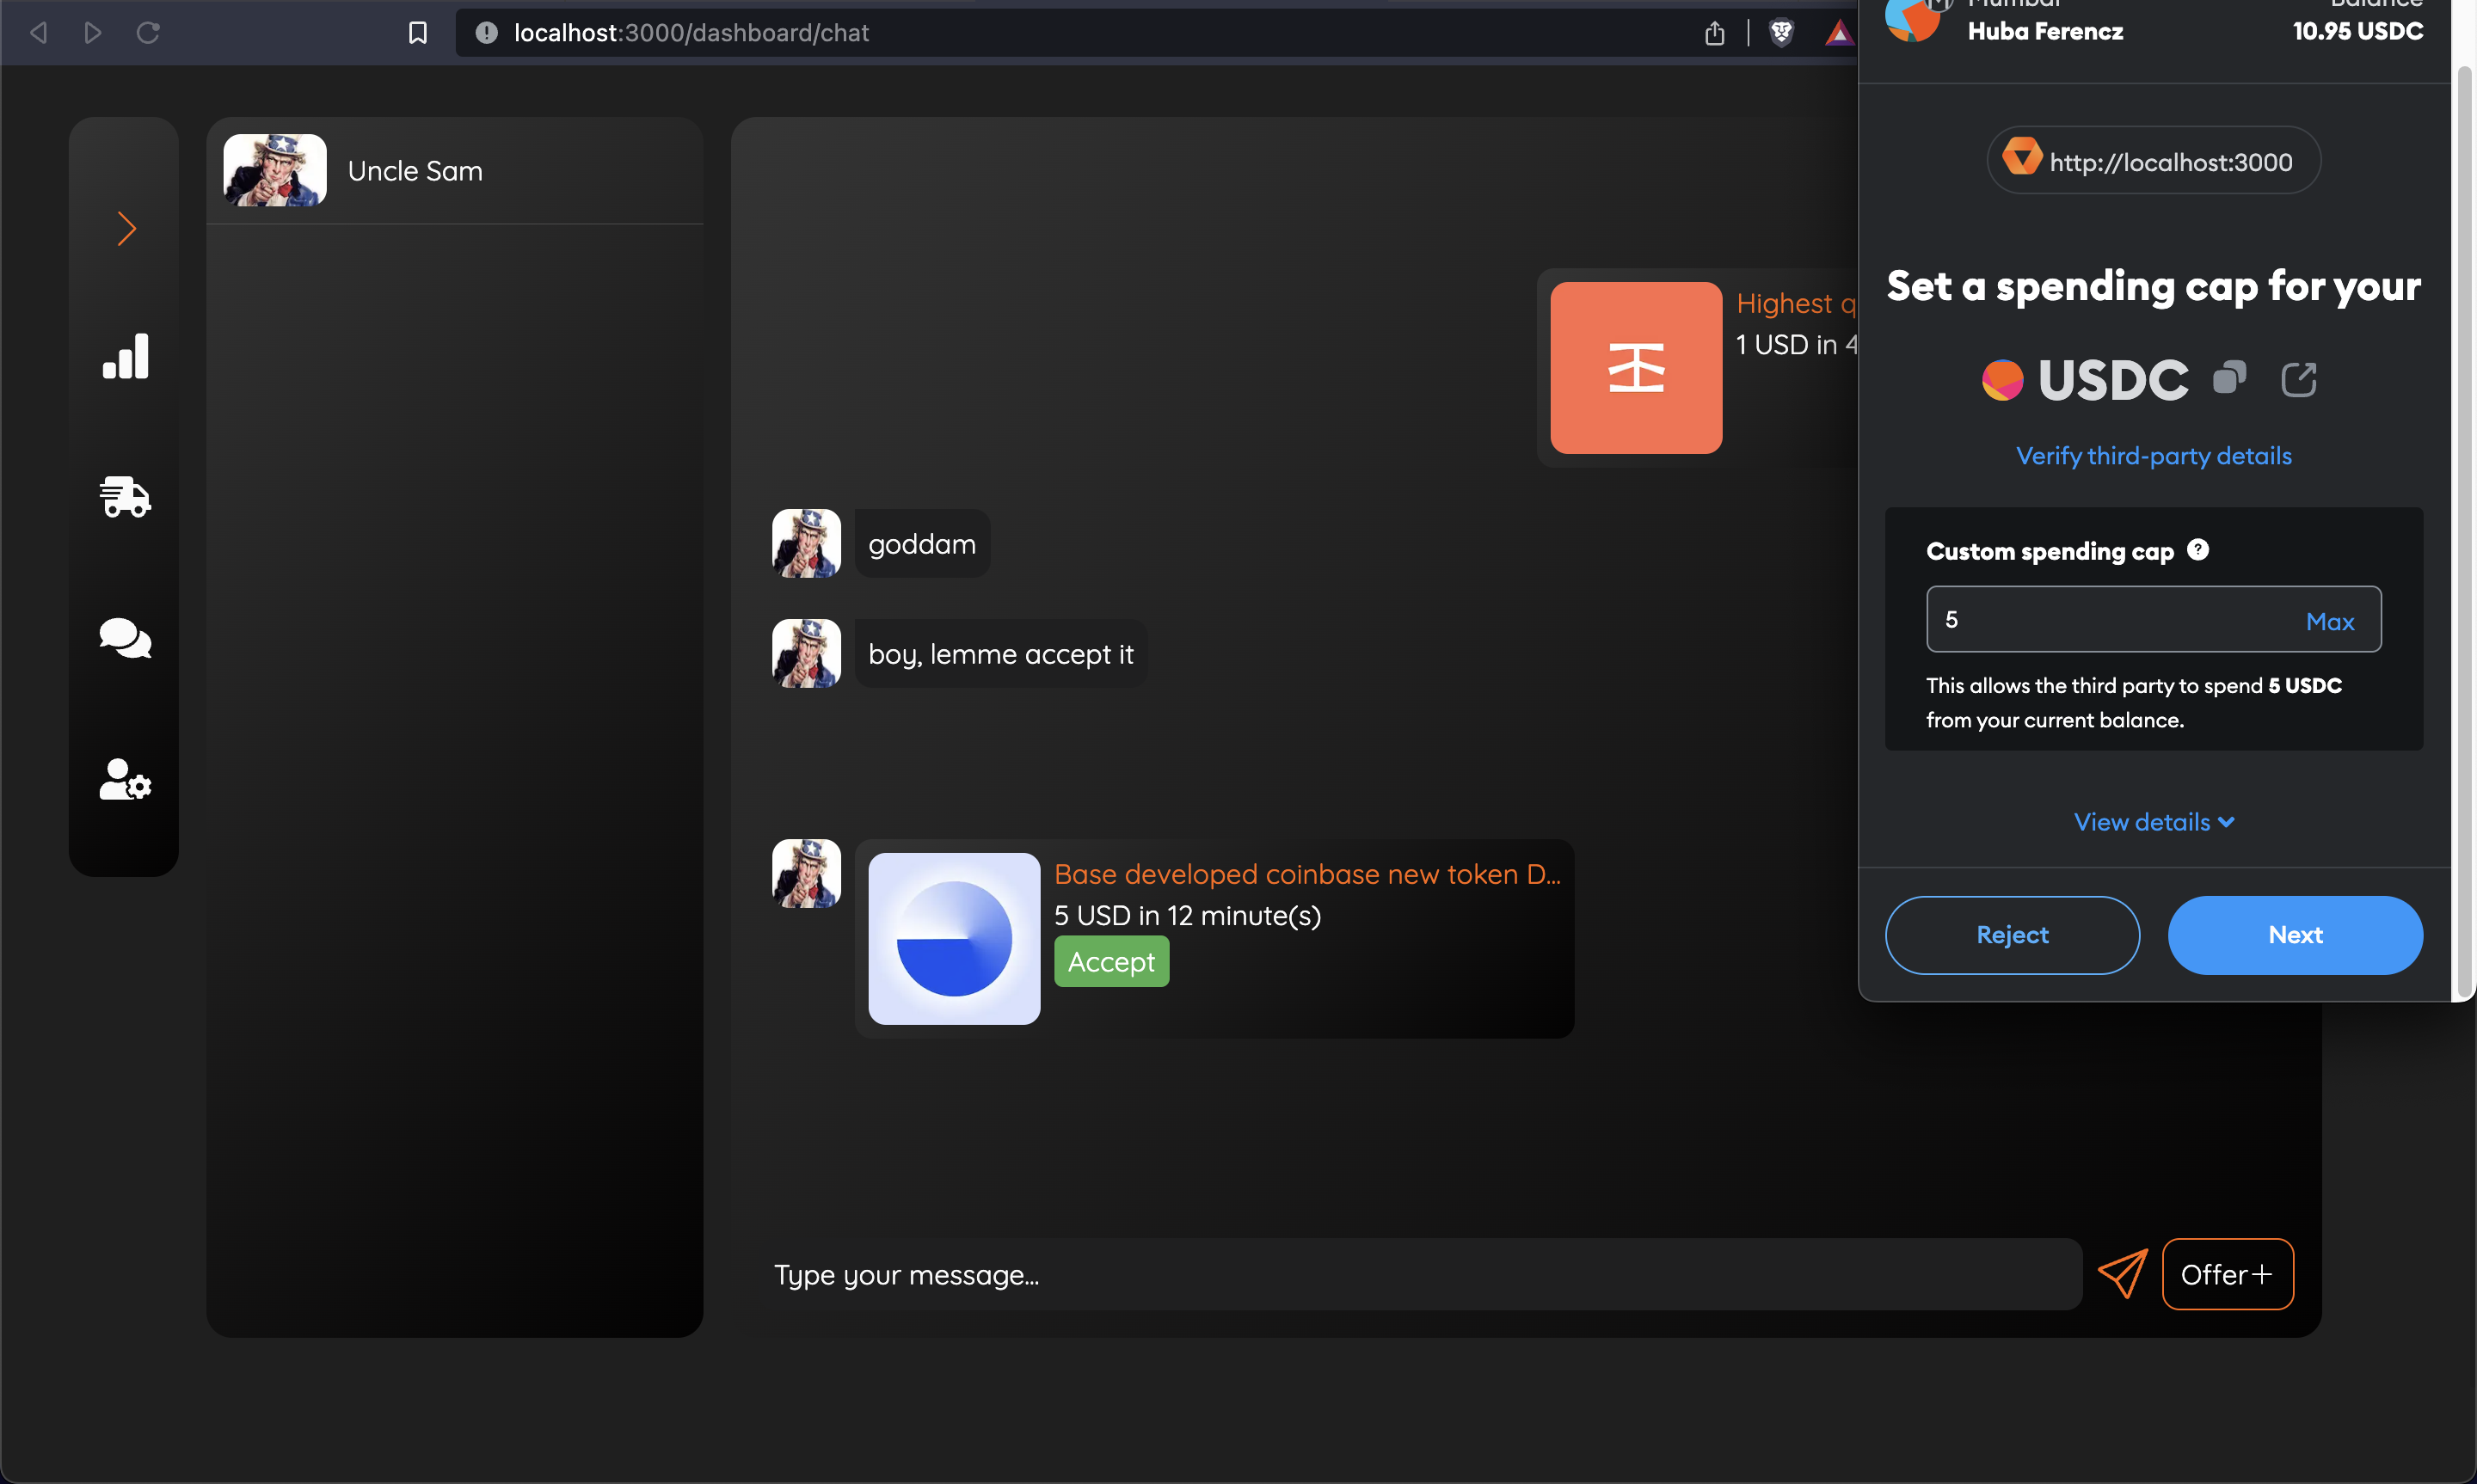 localhost:3000/dashboard/chat
Uncle Sam
Highest q
1 USD in 4
goddam
boy, lemme accept it
Base developed coinbase new token D...
5 USD in 12 minute(s)
Accept
Type your message...
Offer+
Mumbai
Balance
Huba Ferencz
10.95 USDC
http://localhost:3000
Set a spending cap for your
USDC
Verify third-party details
Custom spending cap
5
Max
This allows the third party to spend 5 USDC
from your current balance.
View details
Reject
Next